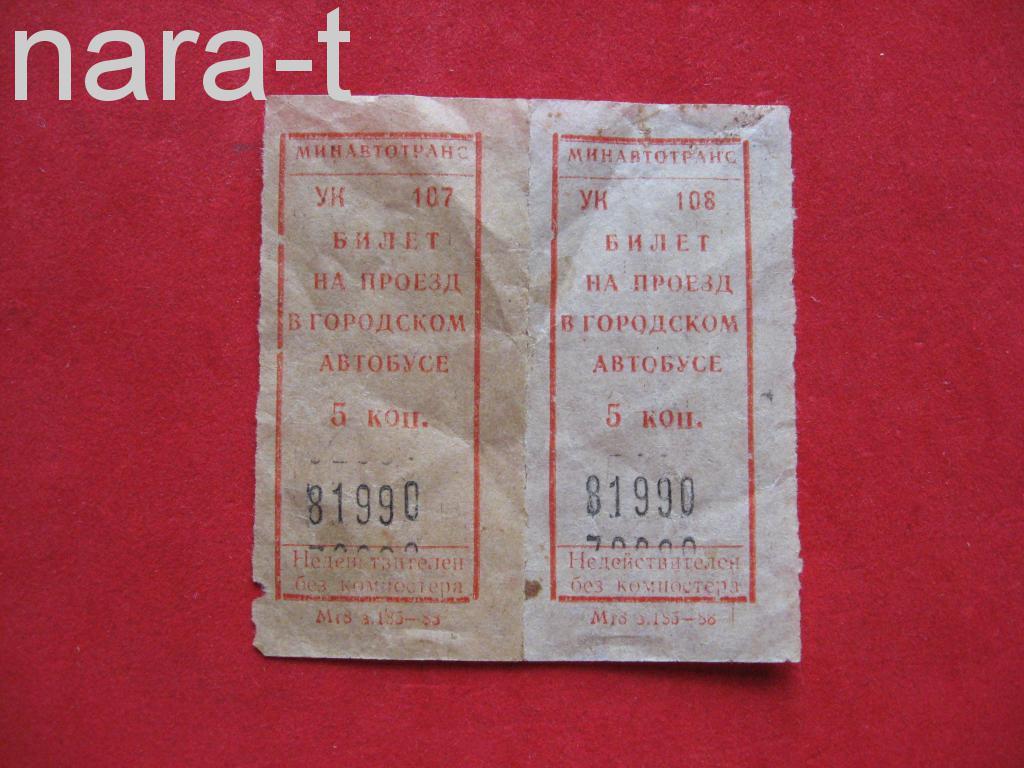 nara-t
МИНАВТОТРАНС
УК 107
БИЛЕТ
НА ПРОЕЗД
В ГОРОДСКОМ
АВТОБУСЕ
5 коп.
81990
Недействителен
без компостера
МИНАВТОТРАНС
УК 108
БИЛЕТ
НА ПРОЕЗД
В ГОРОДСКОМ
АВТОБУСЕ
5 коп.
81990
Недействителен
без компостера